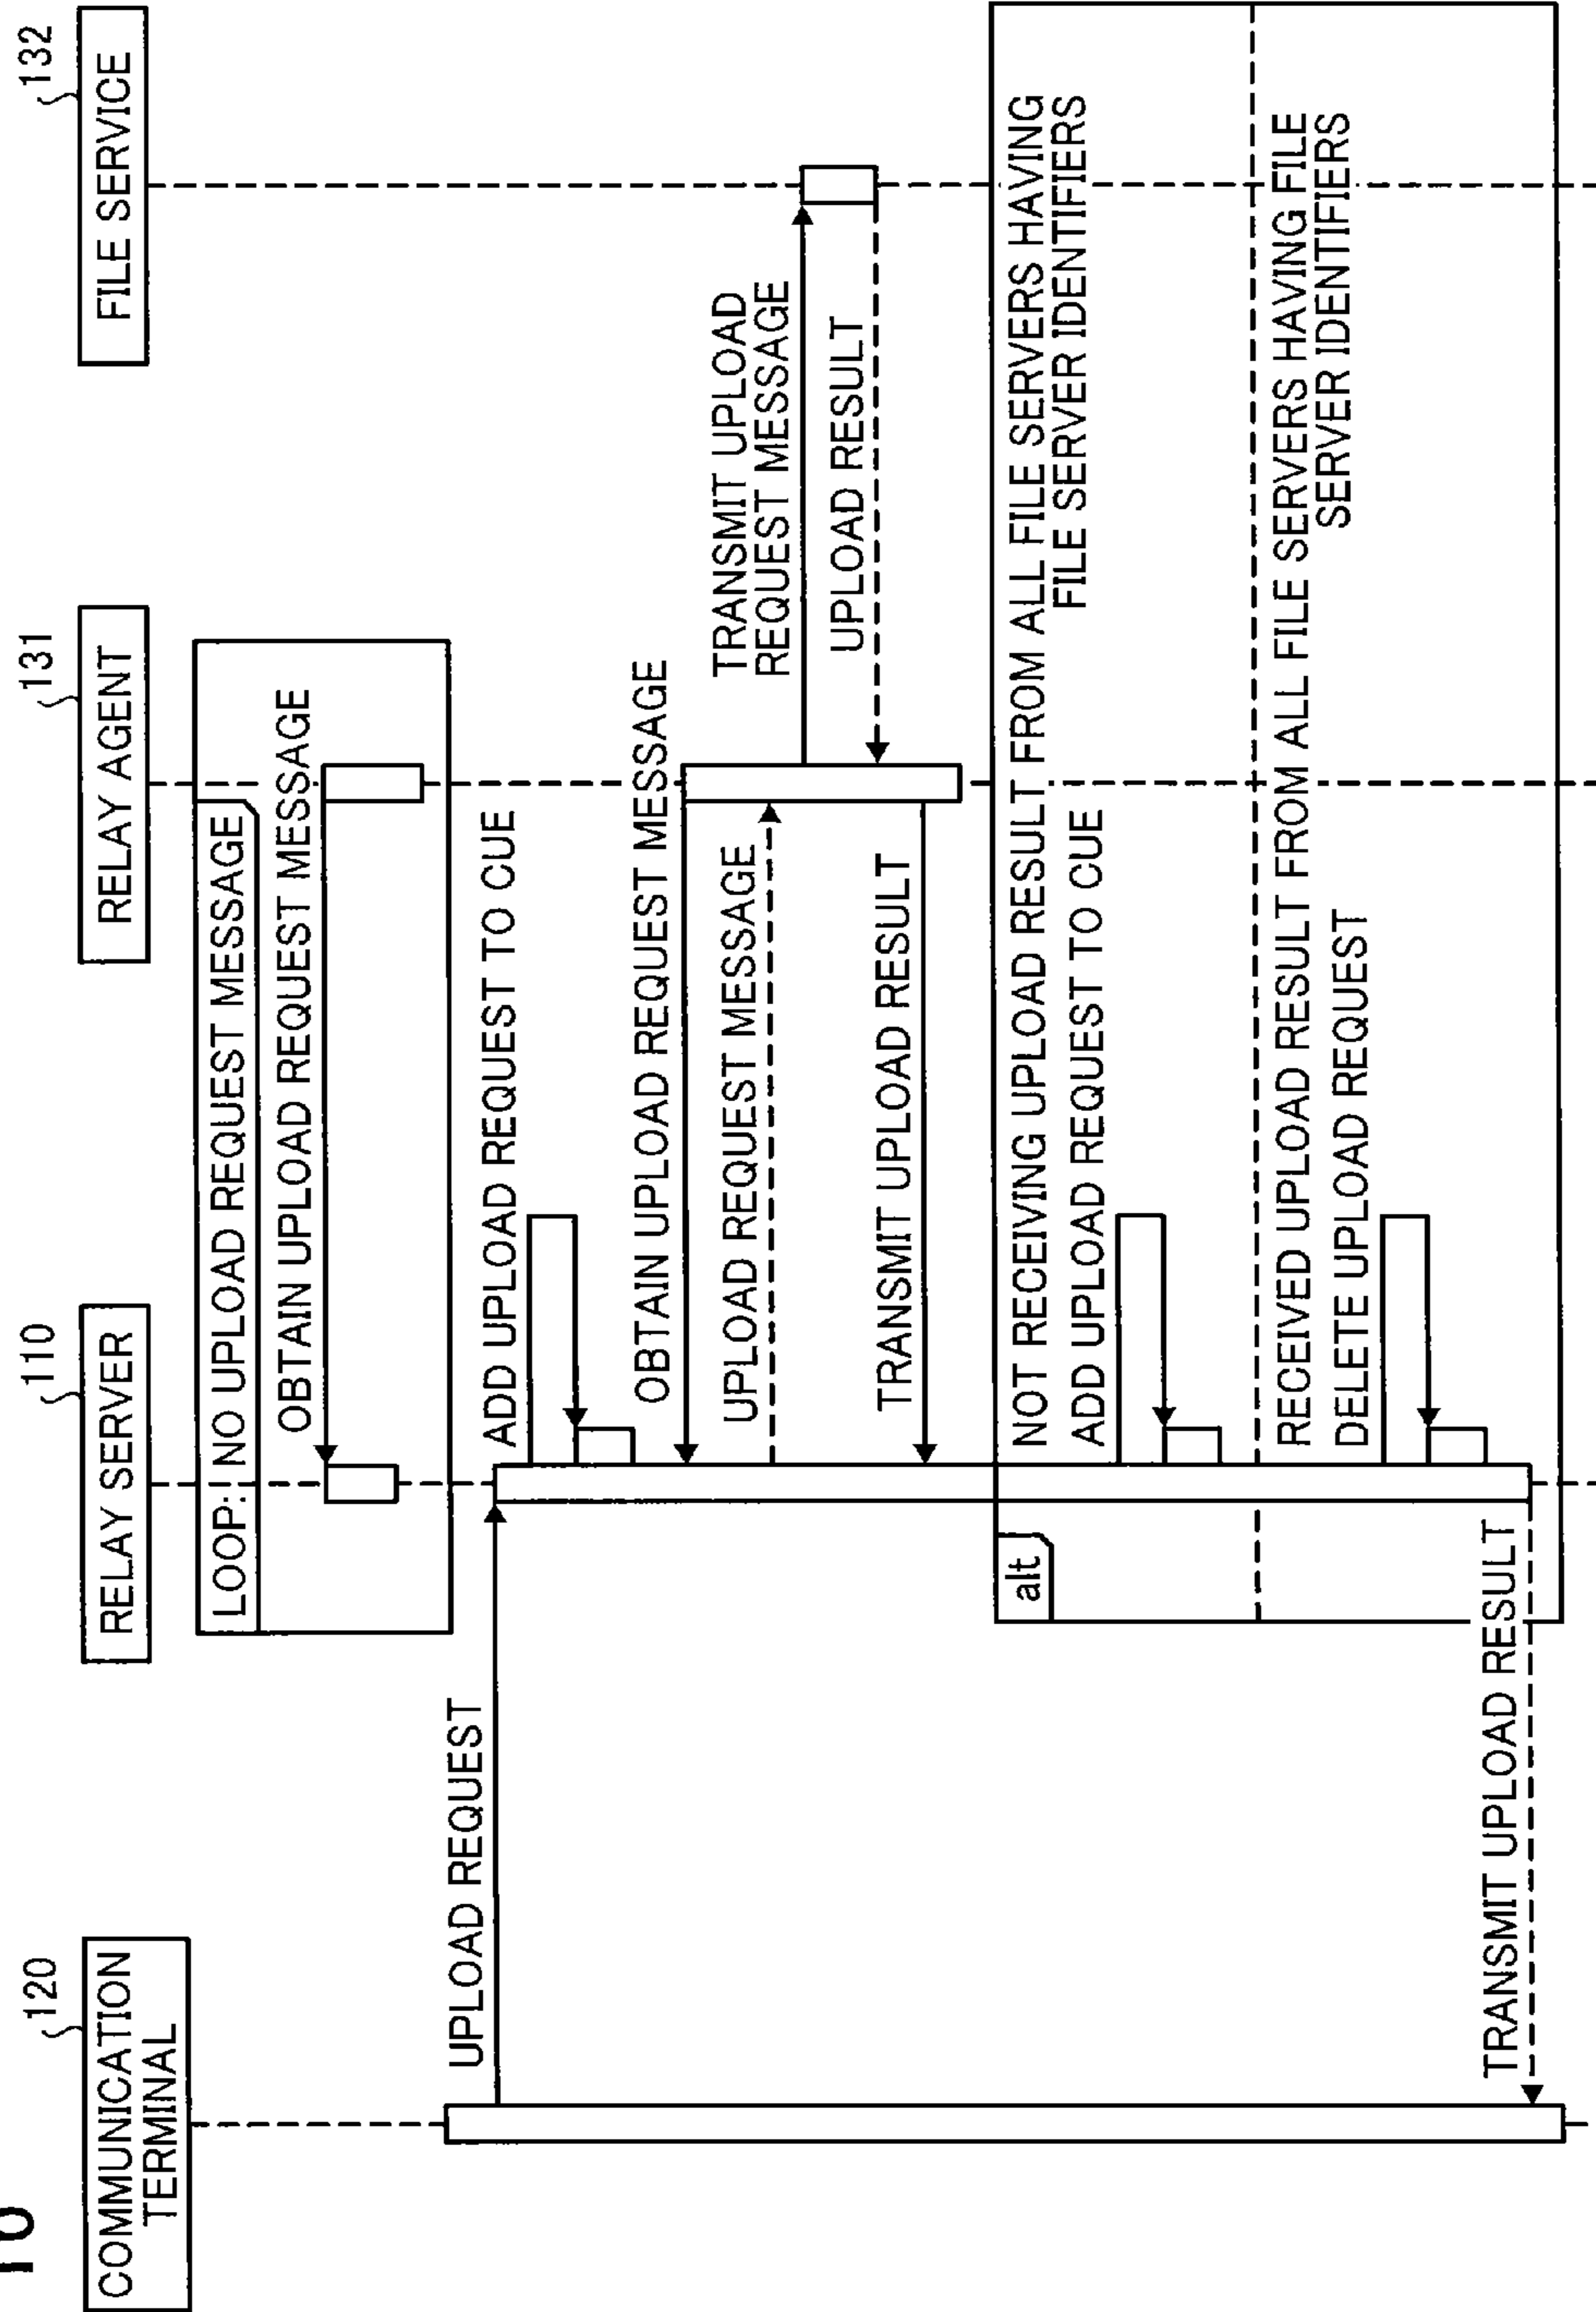 10
120
COMMUNICATION
TERMINAL
110
RELAY SERVER
131
RELAY AGENT
132
FILE SERVICE
LOOP: NO UPLOAD REQUEST MESSAGE
OBTAIN UPLOAD REQUEST MESSAGE
UPLOAD REQUEST
ADD UPLOAD REQUEST TO CUE
OBTAIN UPLOAD REQUEST MESSAGE
UPLOAD REQUEST MESSAGE
TRANSMIT UPLOAD
REQUEST MESSAGE
UPLOAD RESULT
TRANSMIT UPLOAD RESULT
alt
NOT RECEIVING UPLOAD RESULT FROM ALL FILE SERVERS HAVING
FILE SERVER IDENTIFIERS
ADD UPLOAD REQUEST TO CUE
RECEIVED UPLOAD RESULT FROM ALL FILE SERVERS HAVING FILE
SERVER IDENTIFIERS
DELETE UPLOAD REQUEST
TRANSMIT UPLOAD RESULT